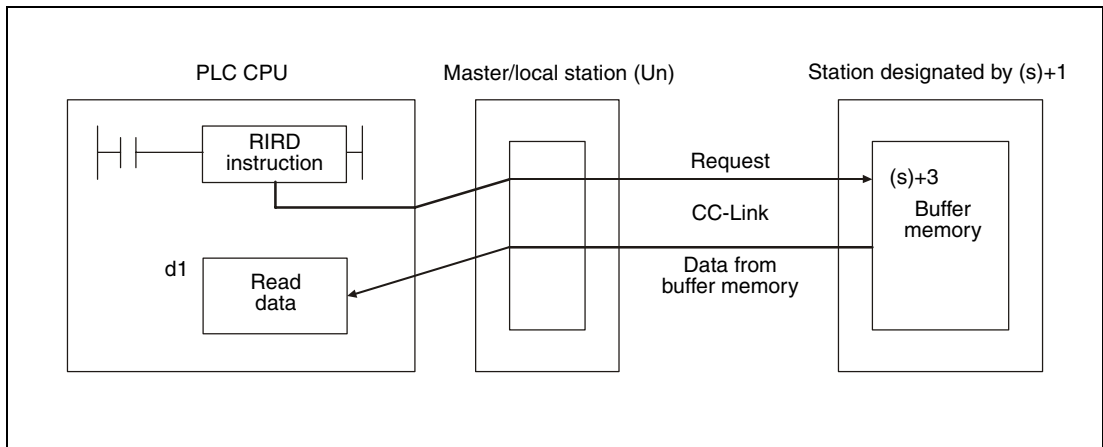 PLC CPU
Master/local station (Un)
Station designated by (s)+1
RIRD
instruction
Request
(s)+3
Buffer
memory
CC-Link
d1
Read
data
Data from
buffer memory